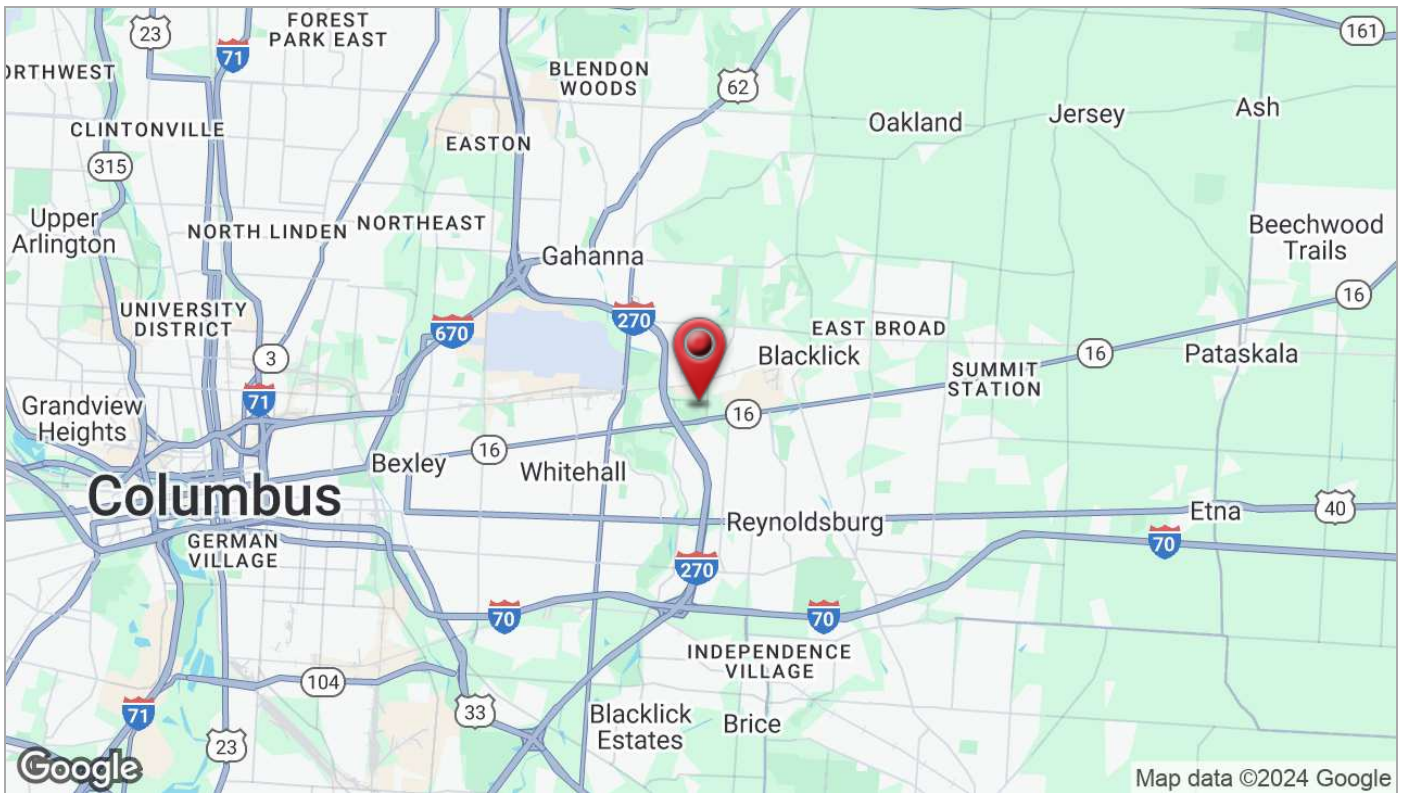 23
FOREST
PARK EAST
161
71
ORTHWEST
BLENDON
WOODS
62
Ash
Jersey
Oakland
CLINTONVILLE
EASTON
315
Upper
Arlington
NORTH LINDEN
NORTHEAST
Beechwood
Trails
Gahanna
16
UNIVERSITY
DISTRICT
670
270
EAST BROAD
3
Blacklick
16
Pataskala
SUMMIT
STATION
71
Grandview
Heights
16
Bexley
16
Whitehall
Columbus
Reynoldsburg
Etna
40
GERMAN
VILLAGE
70
270
70
70
INDEPENDENCE
VILLAGE
104
71
33
Blacklick
Estates
Brice
23
Google
Map data ©2024 Google